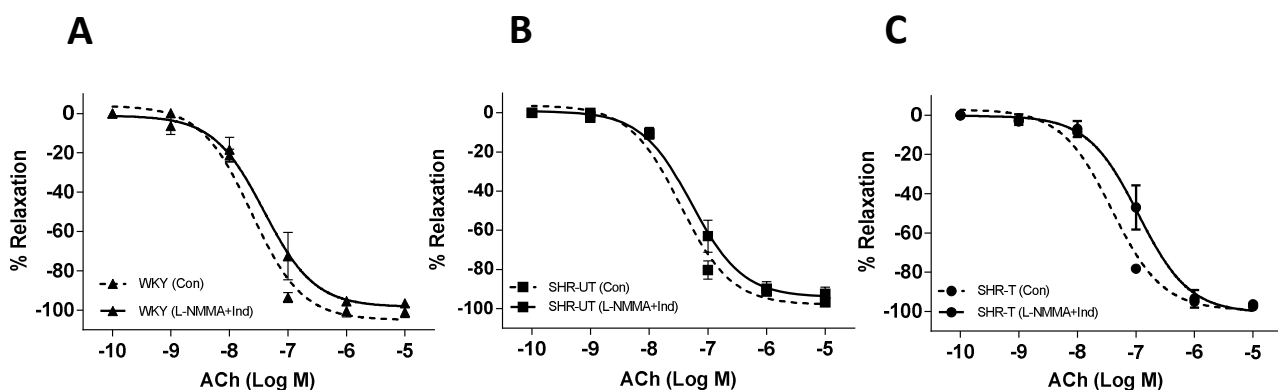 A
% Relaxation
0
-20
-40
-60
-80
-100
WKY (Con)
WKY (L-NMMA+Ind)
-10 -9 -8 -7 -6 -5
ACh (Log M)
B
% Relaxation
0
-20
-40
-60
-80
-100
SHR-UT (Con)
SHR-UT (L-NMMA+Ind)
-10 -9 -8 -7 -6 -5
ACh (Log M)
C
% Relaxation
0
-20
-40
-60
-80
-100
SHR-T (Con)
SHR-T (L-NMMA+Ind)
-10 -9 -8 -7 -6 -5
ACh (Log M)